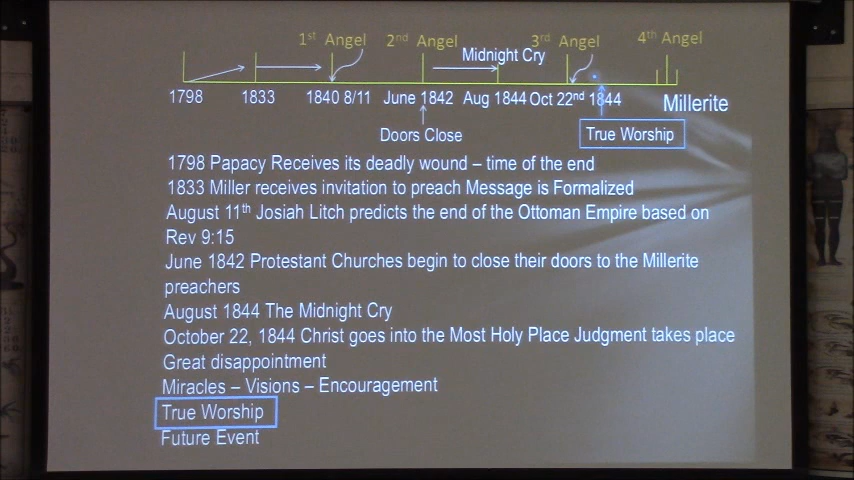 1st Angel 2nd Angel 3rd Angel 4th Angel
Midnight Cry
1798 1833 1840 8/11 June 1842 Aug 1844 Oct 22nd 1844 Millerite
Doors Close True Worship
1798 Papacy Receives its deadly wound – time of the end
1833 Miller receives invitation to preach Message is Formalized
August 11th Josiah Litch predicts the end of the Ottoman Empire based on
Rev 9:15
June 1842 Protestant Churches begin to close their doors to the Millerite
preachers
August 1844 The Midnight Cry
October 22, 1844 Christ goes into the Most Holy Place Judgment takes place
Great disappointment
Miracles – Visions – Encouragement
True Worship
Future Event